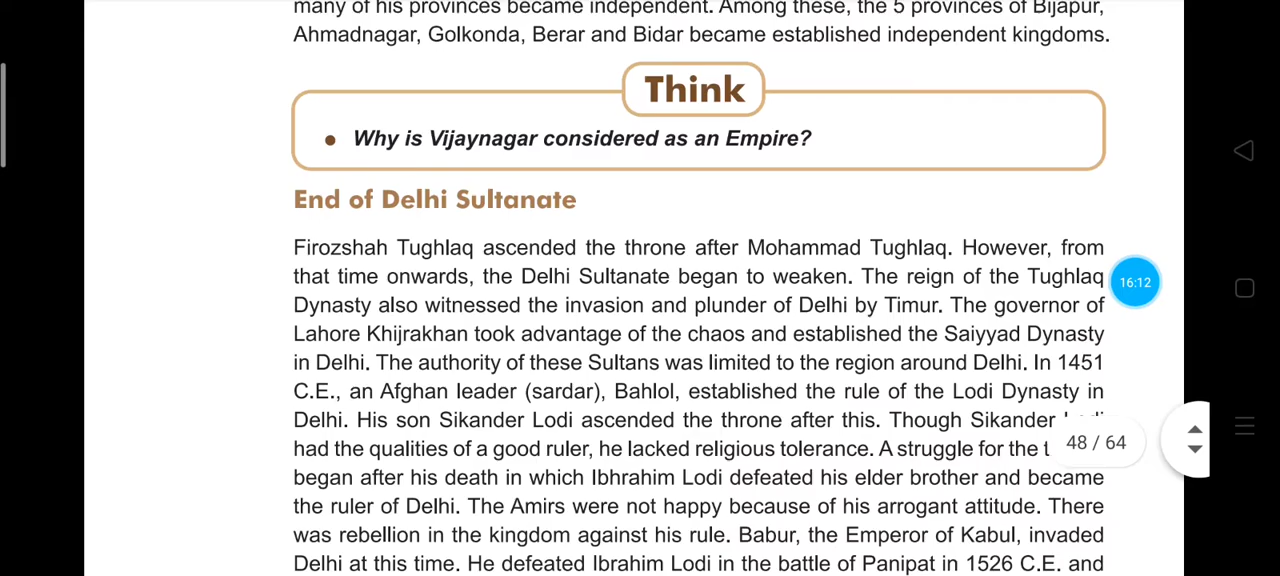 many of his provinces became independent. Among these, the 5 provinces of Bijapur,
Ahmadnagar, Golkonda, Berar and Bidar became established independent kingdoms.
Think
• Why is Vijaynagar considered as an Empire?
End of Delhi Sultanate
Firozshah Tughlaq ascended the throne after Mohammad Tughlaq. However, from
that time onwards, the Delhi Sultanate began to weaken. The reign of the Tughlaq
Dynasty also witnessed the invasion and plunder of Delhi by Timur. The governor of
16:12
Lahore Khijrakhan took advantage of the chaos and established the Saiyyad Dynasty
in Delhi. The authority of these Sultans was limited to the region around Delhi. In 1451
C.E., an Afghan leader (sardar), Bahlol, established the rule of the Lodi Dynasty in
Delhi. His son Sikander Lodi ascended the throne after this. Though Sikander
had the qualities of a good ruler, he lacked religious tolerance. A struggle for the
48 / 64
began after his death in which Ibhrahim Lodi defeated his elder brother and became
the ruler of Delhi. The Amirs were not happy because of his arrogant attitude. There
was rebellion in the kingdom against his rule. Babur, the Emperor of Kabul, invaded
Delhi at this time. He defeated Ibrahim Lodi in the battle of Panipat in 1526 C.E. and